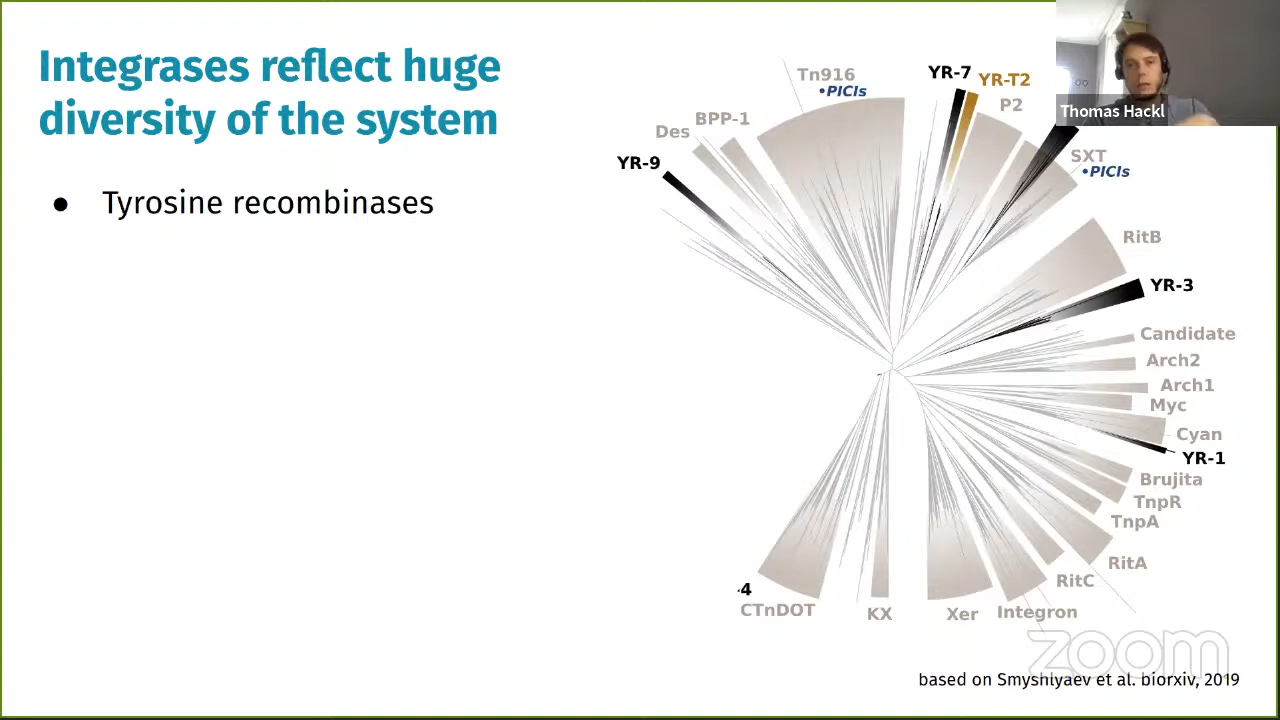 Integrases reflect huge
diversity of the system
● Tyrosine recombinases
Thomas Hackl
Tn916
•PICIs
YR-7
YR-T2
P2
BPP-1
Des
YR-9
SXT
•PICIs
RitB
YR-3
Candidate
Arch2
Arch1
Myc
Cyan
YR-1
Brujita
TnpR
TnpA
RitA
RitC
Integron
Xer
KX
4
CTnDOT
zoom
based on Smyshlyaev et al. biorxiv, 2019